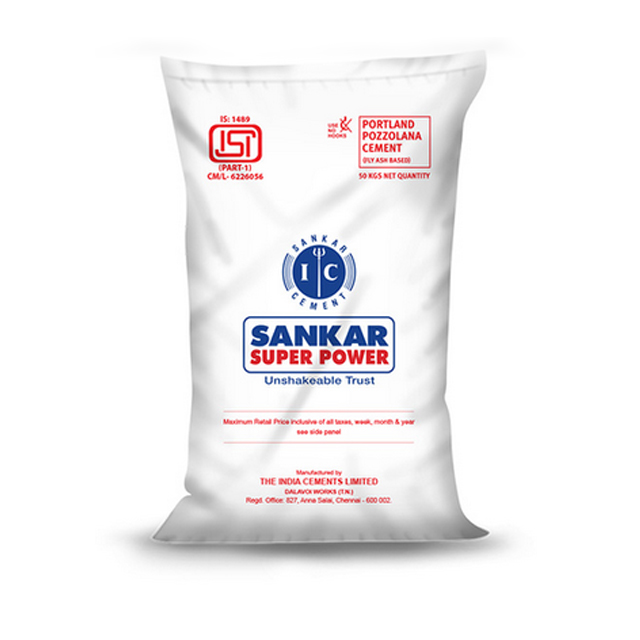 IS: 1489
ISI
(PART-1)
CM/L- 6226056
USE
NO
HOOKS
PORTLAND
POZZOLANA
CEMENT
(FLY ASH BASED)
50 KGS NET QUANTITY
SANKAR
I C
CEMENT
SANKAR
SUPER POWER
Unshakeable Trust
Maximum Retail Price inclusive of all taxes, week, month & year
see side panel
Manufactured by
THE INDIA CEMENTS LIMITED
DALAVOI WORKS (T.N.)
Regd. Office: 827, Anna Salai, Chennai - 600 002.